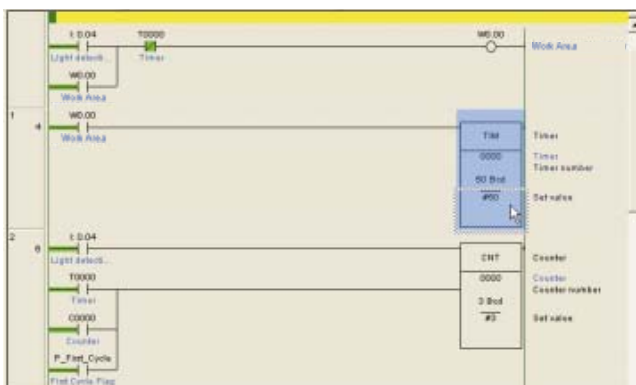 I: 0.04 T0000 W0.00
Light detecti... Timer Work Area
W0.00
Work Area
1 4 W0.00
Work Area
TIM Timer
0000 Timer
Timer number
50 Bcd
#50 Set value
2 6 I: 0.04
Light detecti...
CNT Counter
T0000 0000 Counter
Timer Counter number
3 Bcd
C0000 #3 Set value
Counter
P_First_Cycle
First Cycle Flag